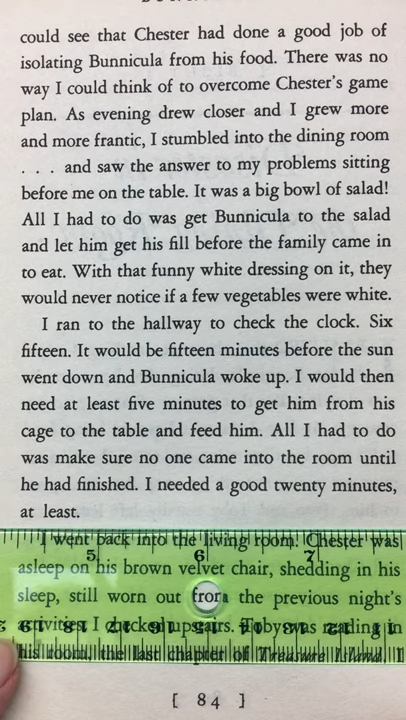 could see that Chester had done a good job of
isolating Bunnicula from his food. There was no
way I could think of to overcome Chester's game
plan. As evening drew closer and I grew more
and more frantic, I stumbled into the dining room
. . . and saw the answer to my problems sitting
before me on the table. It was a big bowl of salad!
All I had to do was get Bunnicula to the salad
and let him get his fill before the family came in
to eat. With that funny white dressing on it, they
would never notice if a few vegetables were white.
I ran to the hallway to check the clock. Six
fifteen. It would be fifteen minutes before the sun
went down and Bunnicula woke up. I would then
need at least five minutes to get him from his
cage to the table and feed him. All I had to do
was make sure no one came into the room until
he had finished. I needed a good twenty minutes,
at least.
I went back into the living room! Chester was
5 6 7
asleep on his brown velvet chair, shedding in his
sleep, still worn out from the previous night's
activities. I checked upstairs. Toby was reading in
his room, the last chapter of Treasure Island. I
[ 84 ]